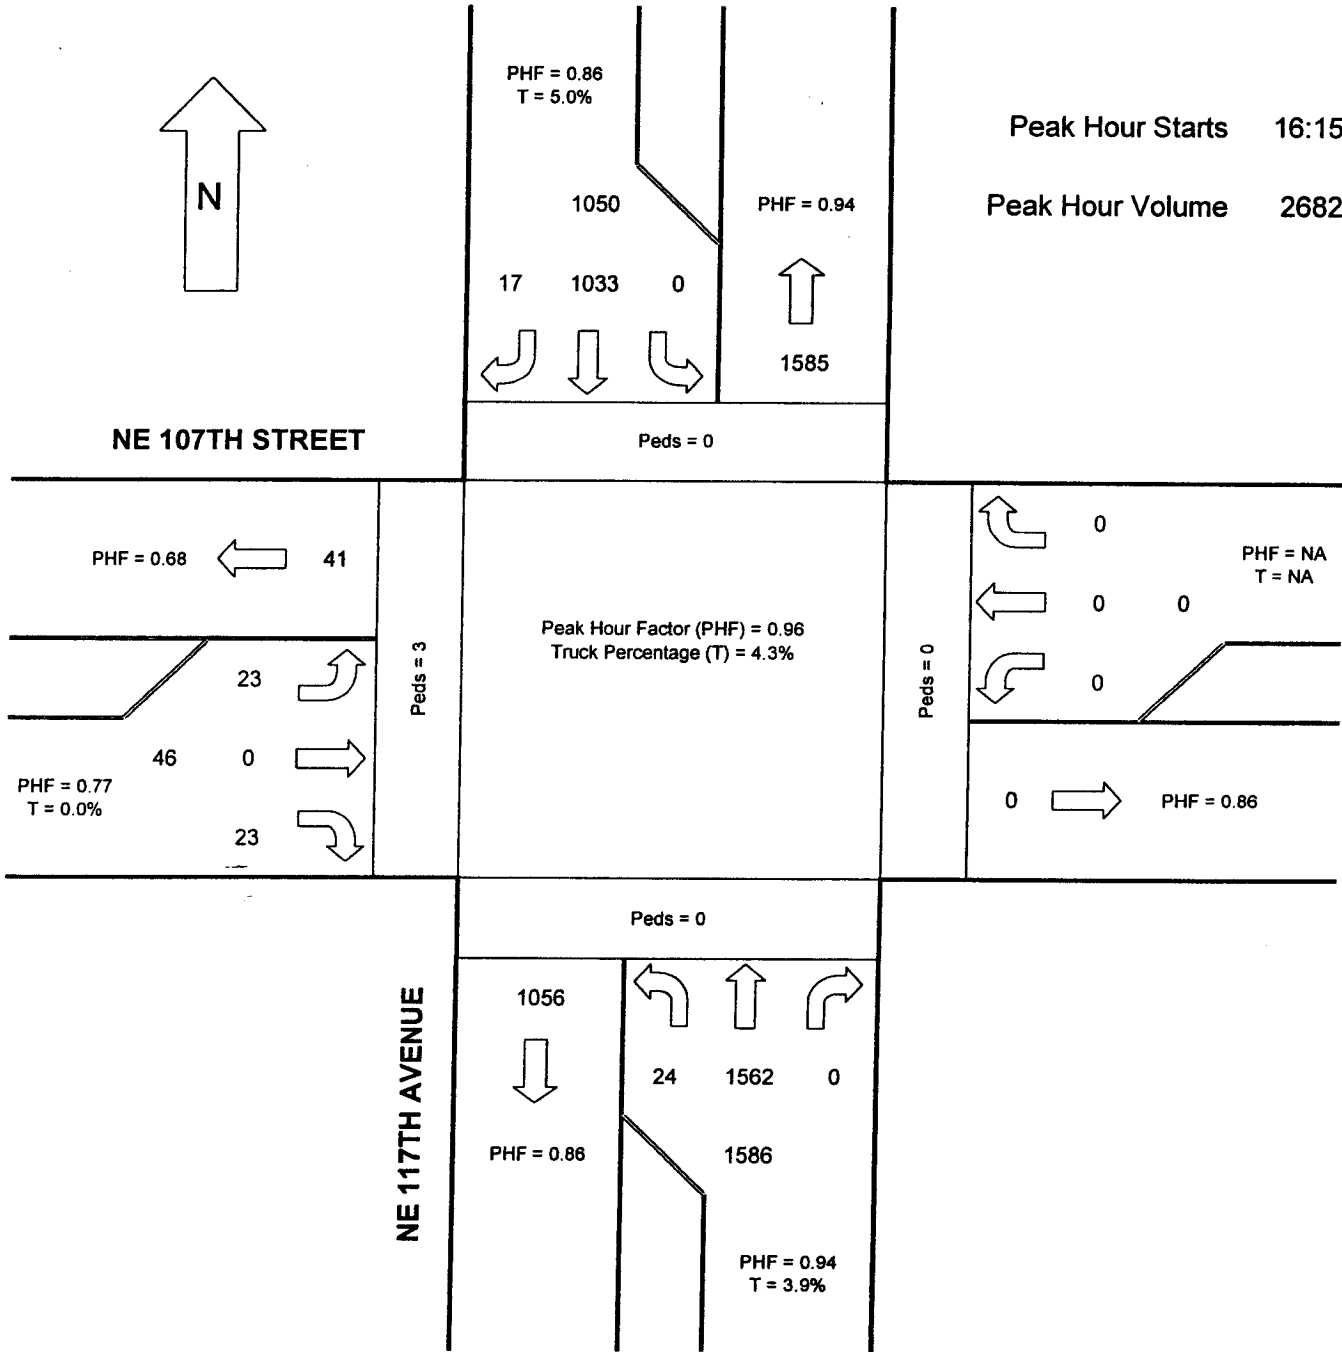 PHF = 0.86
T = 5.0%
Peak Hour Starts 16:15
N
1050
PHF = 0.94
Peak Hour Volume 2682
17 1033 0
1585
NE 107TH STREET
Peds = 0
PHF = 0.68
41
0
PHF = NA
T = NA
0 0
0
Peak Hour Factor (PHF) = 0.96
Truck Percentage (T) = 4.3%
Peds = 3
Peds = 0
23
46 0
PHF = 0.77
T = 0.0%
23
0
PHF = 0.86
Peds = 0
NE 117TH AVENUE
1056
24 1562 0
PHF = 0.86
1586
PHF = 0.94
T = 3.9%